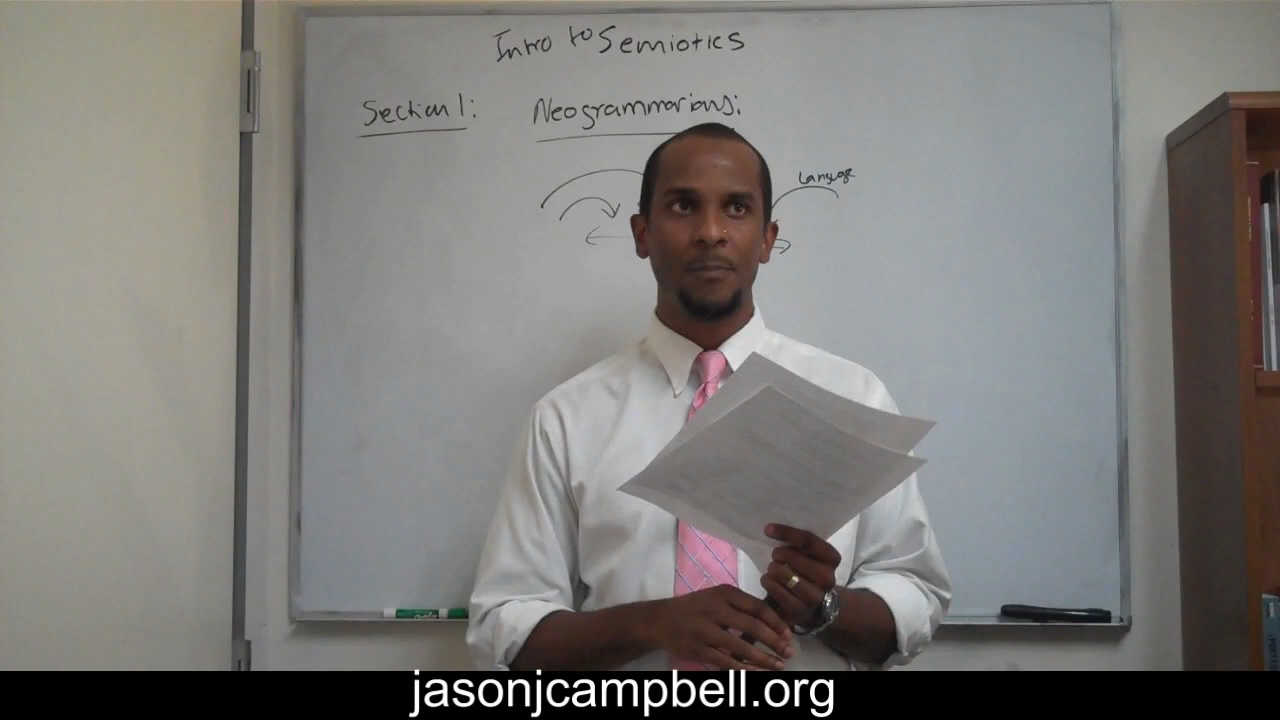 Intro to Semiotics
Section 1: Neogrammarians:
Language
jasonjcampbell.org